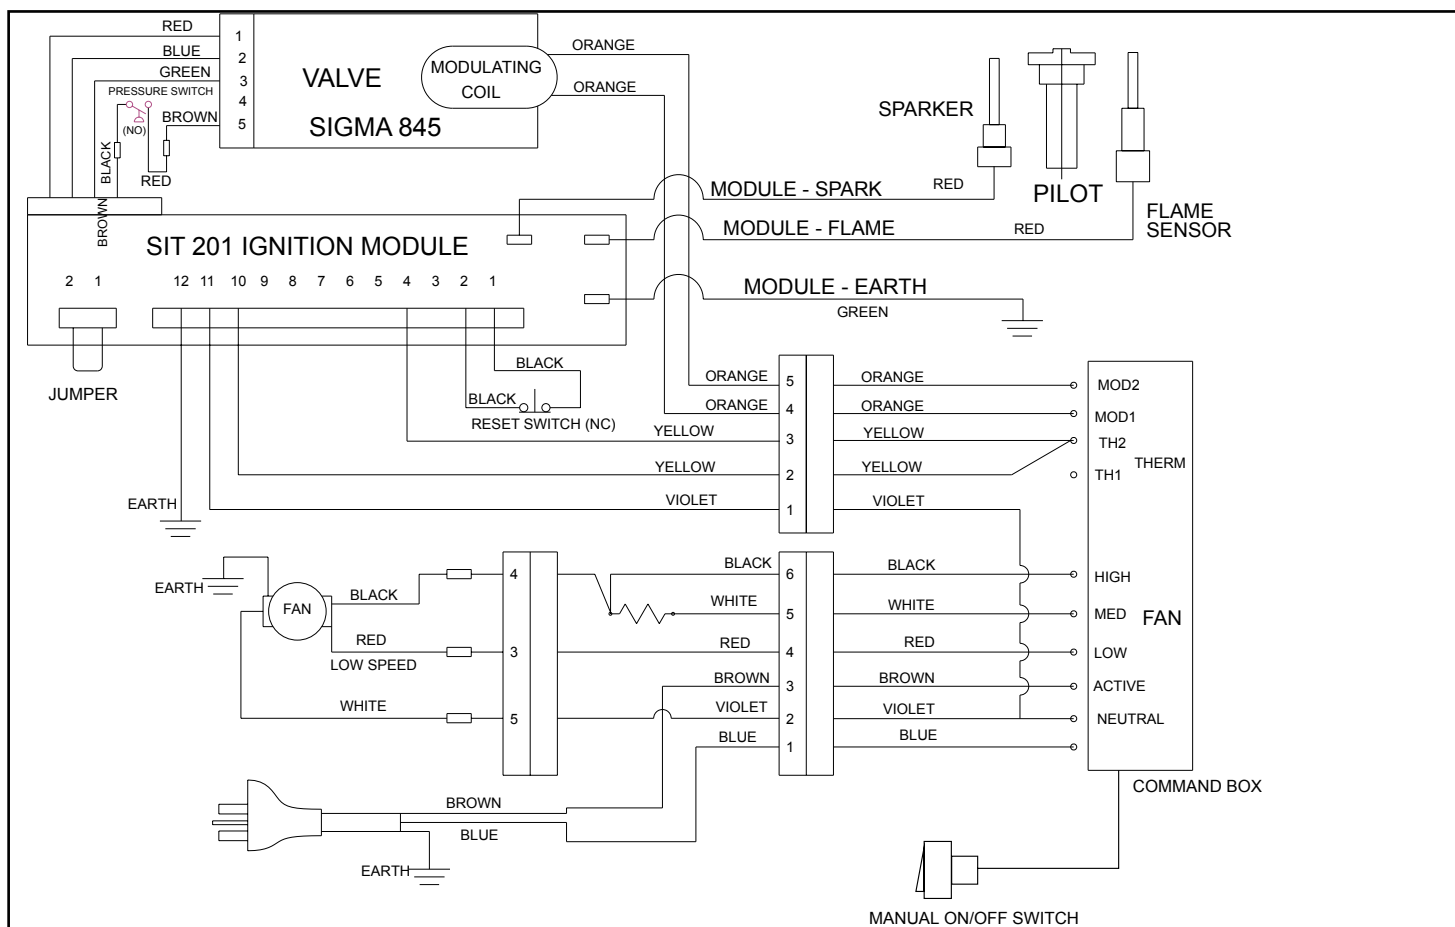 RED
BLUE
GREEN
PRESSURE SWITCH
(NO)
BROWN
BLACK
RED
BROWN
1
2
3
4
5
VALVE
SIGMA 845
MODULATING
COIL
ORANGE
ORANGE
SPARKER
PILOT
FLAME
SENSOR
MODULE - SPARK
RED
MODULE - FLAME
RED
MODULE - EARTH
GREEN
SIT 201 IGNITION MODULE
2 1
12 11 10 9 8 7 6 5 4 3 2 1
JUMPER
BLACK
BLACK
RESET SWITCH (NC)
ORANGE 5 ORANGE MOD2
ORANGE 4 ORANGE MOD1
YELLOW 3 YELLOW TH2
THERM
YELLOW 2 YELLOW TH1
VIOLET 1 VIOLET
EARTH
EARTH
FAN
BLACK
4
BLACK 6 BLACK HIGH
WHITE 5 WHITE MED
FAN
RED
LOW SPEED
3
RED 4 RED LOW
BROWN 3 BROWN ACTIVE
WHITE
5
VIOLET 2 VIOLET NEUTRAL
BLUE 1 BLUE
COMMAND BOX
BROWN
BLUE
EARTH
MANUAL ON/OFF SWITCH